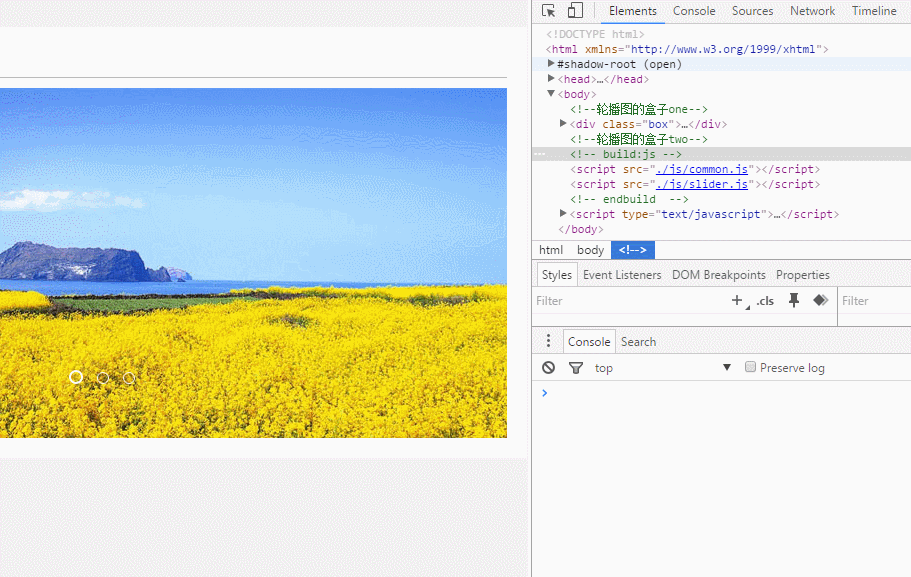 Elements Console Sources Network Timeline
<!DOCTYPE html>
<html xmlns="http://www.w3.org/1999/xhtml">
▶#shadow-root (open)
▶<head>…</head>
▼<body>
<!--轮播图的盒子one-->
▶<div class="box">…</div>
<!--轮播图的盒子two-->
<!-- build:js -->
<script src="./js/common.js"></script>
<script src="./js/slider.js"></script>
<!-- endbuild  -->
▶<script type="text/javascript">…</script>
</body>
html body <!-->
Styles Event Listeners DOM Breakpoints Properties
Filter + .cls Filter
Console Search
top ▼ Preserve log
>